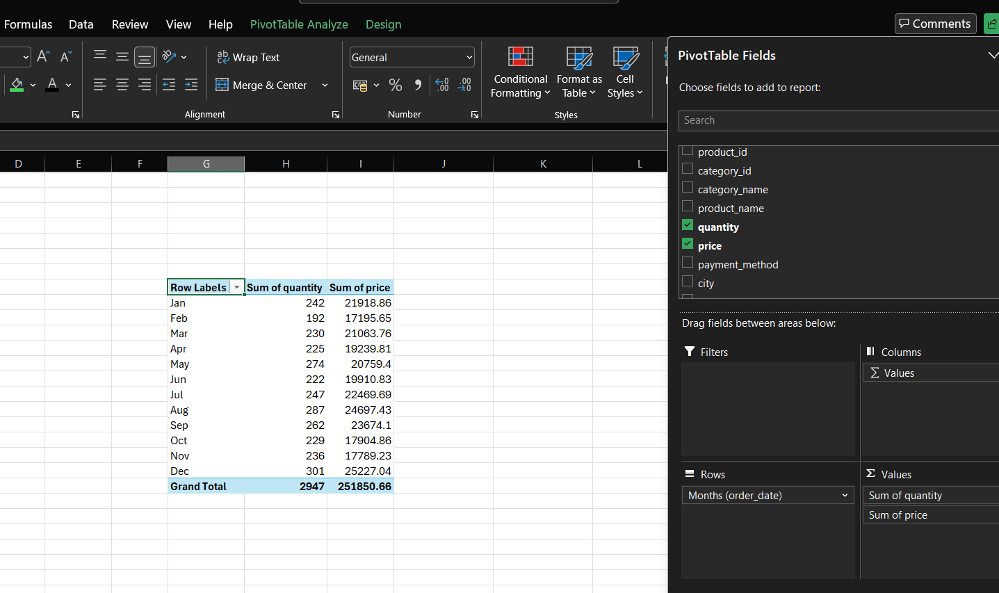 Formulas Data Review View Help PivotTable Analyze Design Comments
A A ab Wrap Text General
A Merge & Center % 9 .00 .00
Conditional Formatting Format as Table Cell Styles
Alignment Number Styles
PivotTable Fields
Choose fields to add to report:
Search
product_id
category_id
category_name
product_name
quantity
price
payment_method
city
Drag fields between areas below:
Filters Columns
Σ Values
Rows Σ Values
Months (order_date) Sum of quantity
Sum of price
D E F G H I J K L
Row Labels Sum of quantity Sum of price
Jan 242 21918.86
Feb 192 17195.65
Mar 230 21063.76
Apr 225 19239.81
May 274 20759.4
Jun 222 19910.83
Jul 247 22469.69
Aug 287 24697.43
Sep 262 23674.1
Oct 229 17904.86
Nov 236 17789.23
Dec 301 25227.04
Grand Total 2947 251850.66